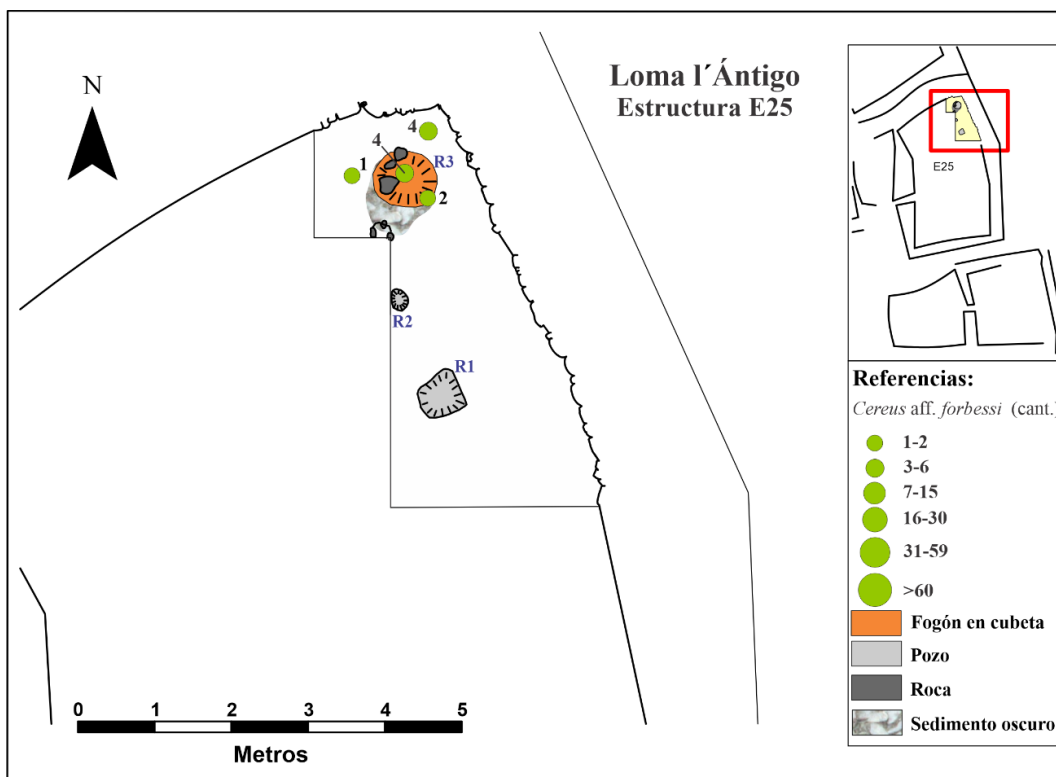 Loma l´Ántigo
Estructura E25
N
4
4
1
R3
2
R2
R1
E25
Referencias:
Cereus aff. forbessi (cant.)
1-2
3-6
7-15
16-30
31-59
>60
Fogón en cubeta
Pozo
Roca
Sedimento oscuro
0 1 2 3 4 5
Metros